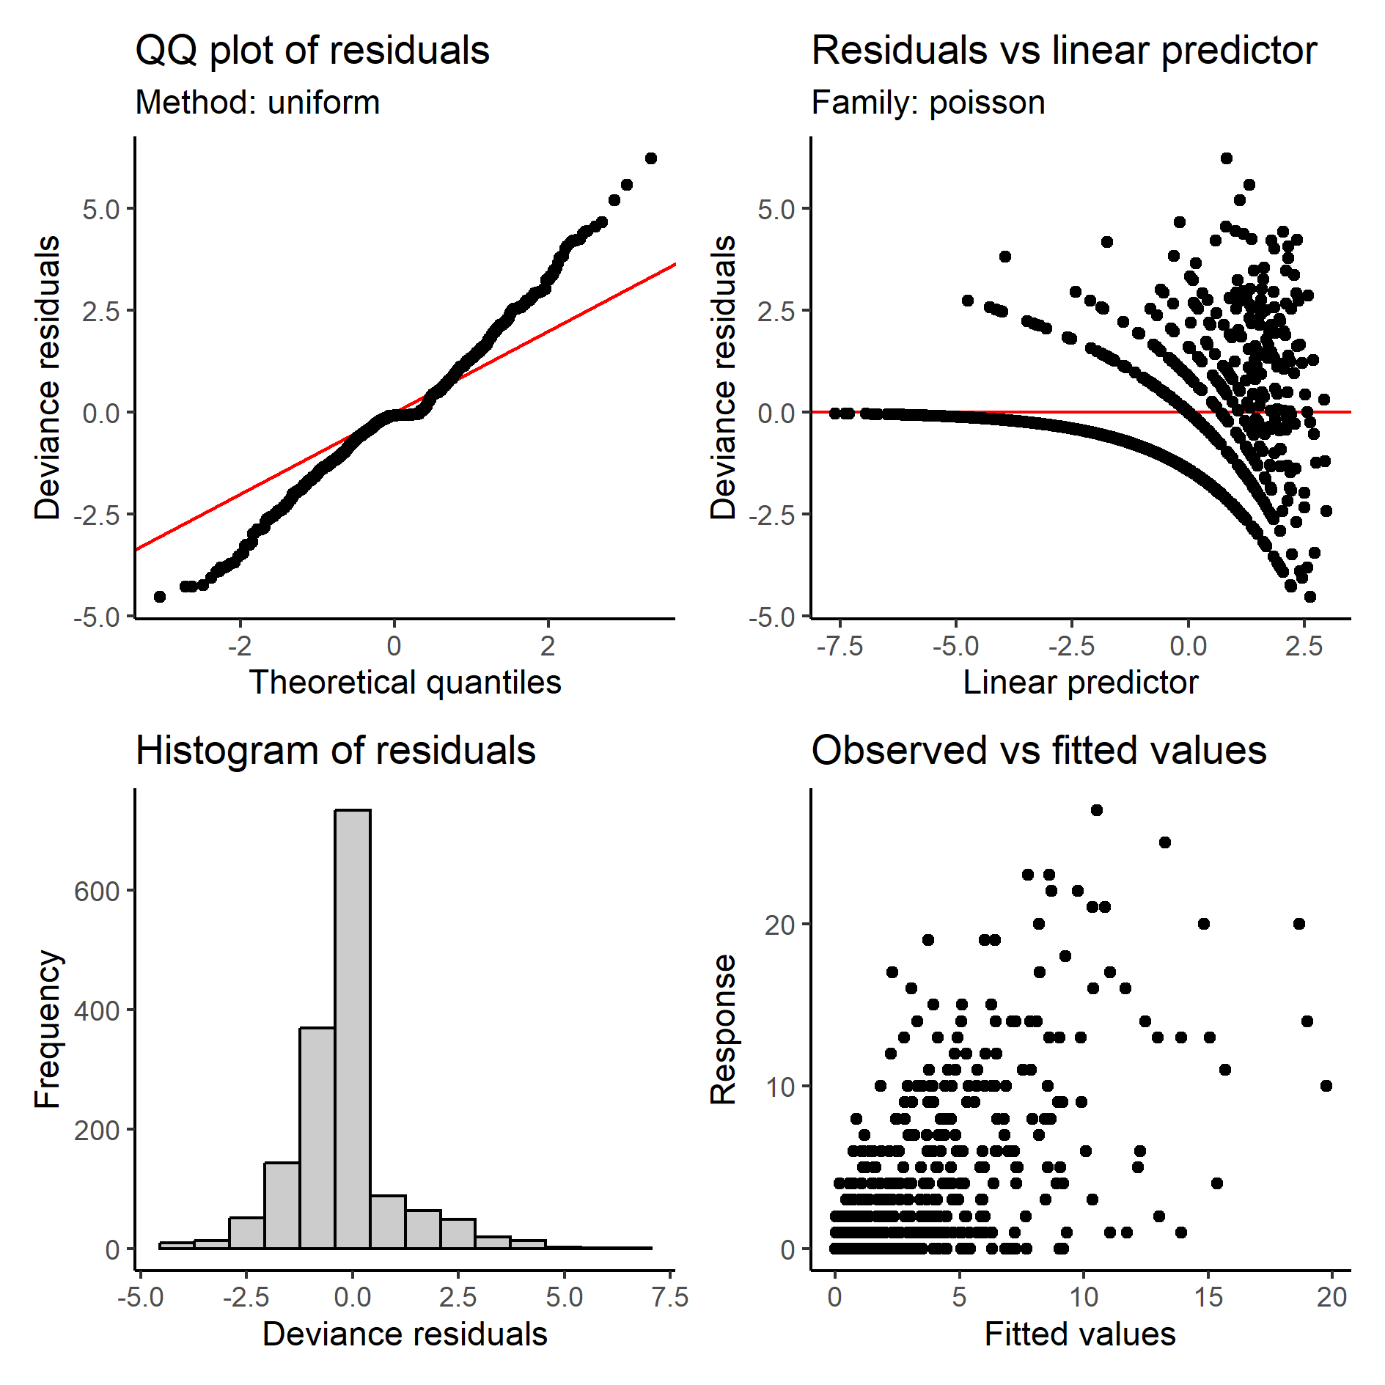 QQ plot of residuals
Method: uniform
Deviance residuals
5.0
2.5
0.0
-2.5
-5.0
-2 0 2
Theoretical quantiles
Residuals vs linear predictor
Family: poisson
Deviance residuals
5.0
2.5
0.0
-2.5
-5.0
-7.5 -5.0 -2.5 0.0 2.5
Linear predictor
Histogram of residuals
Frequency
600
400
200
0
-5.0 -2.5 0.0 2.5 5.0 7.5
Deviance residuals
Observed vs fitted values
Response
20
10
0
0 5 10 15 20
Fitted values